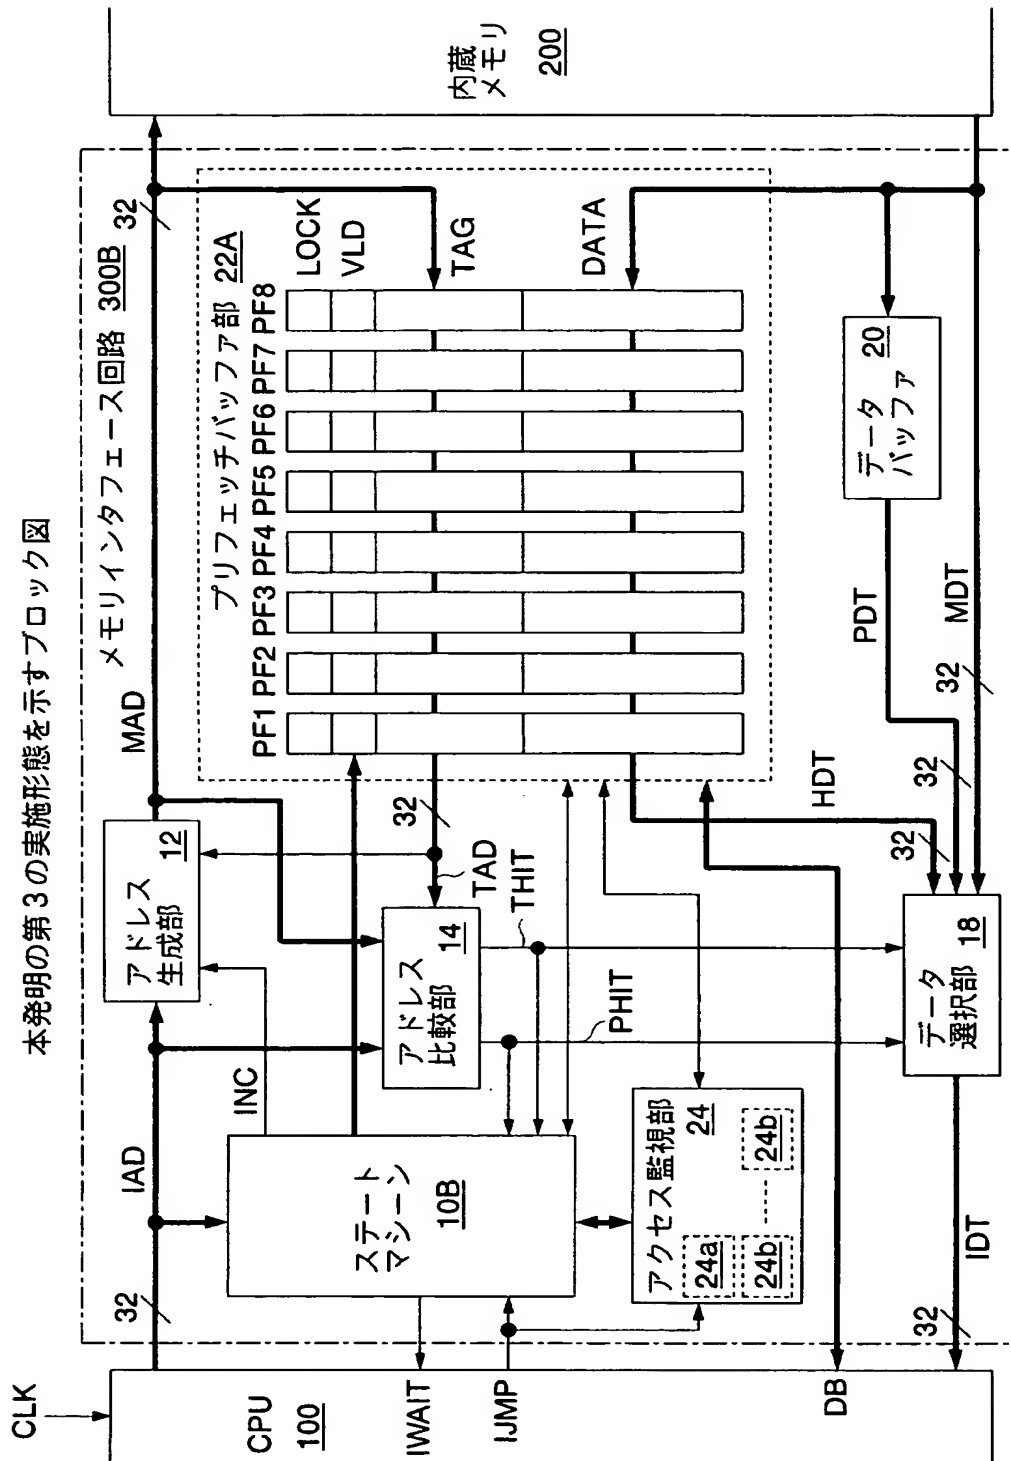 本発明の第3の実施形態を示すブロック図
CLK
CPU
100
IWAIT
IJMP
DB
32
IAD
INC
ステート
マシーン
10B
アドレス
生成部
12
MAD
メモリインタフェース回路 300B
32
アドレス
比較部
14
TAD
32
THIT
PHIT
アクセス監視部
24
24a
24b
24b
プリフェッチバッファ部 22A
PF1 PF2 PF3 PF4 PF5 PF6 PF7 PF8
LOCK
VLD
TAG
DATA
HDT
32
データ
バッファ
20
PDT
32
MDT
32
データ
選択部
18
IDT
32
内蔵
メモリ
200